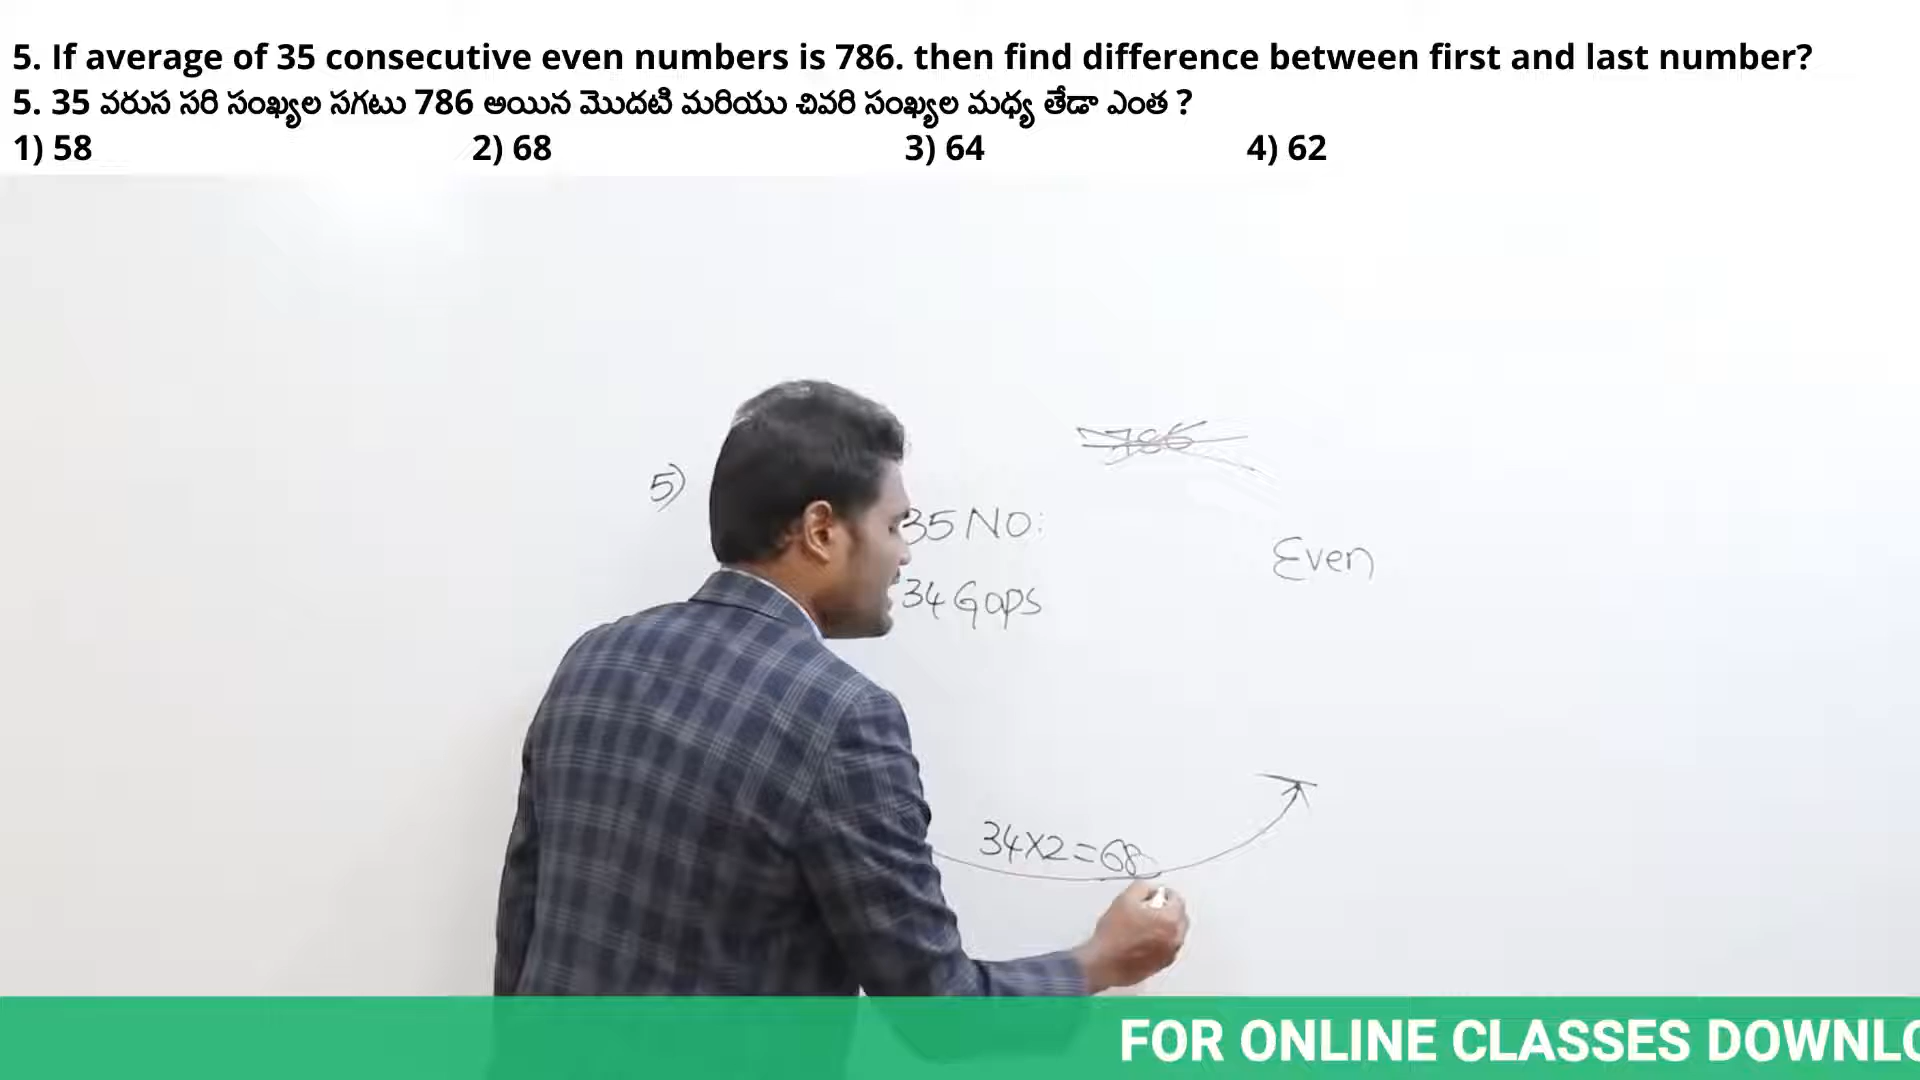 5. If average of 35 consecutive even numbers is 786. then find difference between first and last number?
5. 35 వరుస సరి సంఖ్యల సగటు 786 అయిన మొదటి మరియు చివరి సంఖ్యల మధ్య తేడా ఎంత ?
1) 58 2) 68 3) 64 4) 62
786
5)
35 NO:
Even
34 Gaps
34X2=68
FOR ONLINE CLASSES DOWNLO